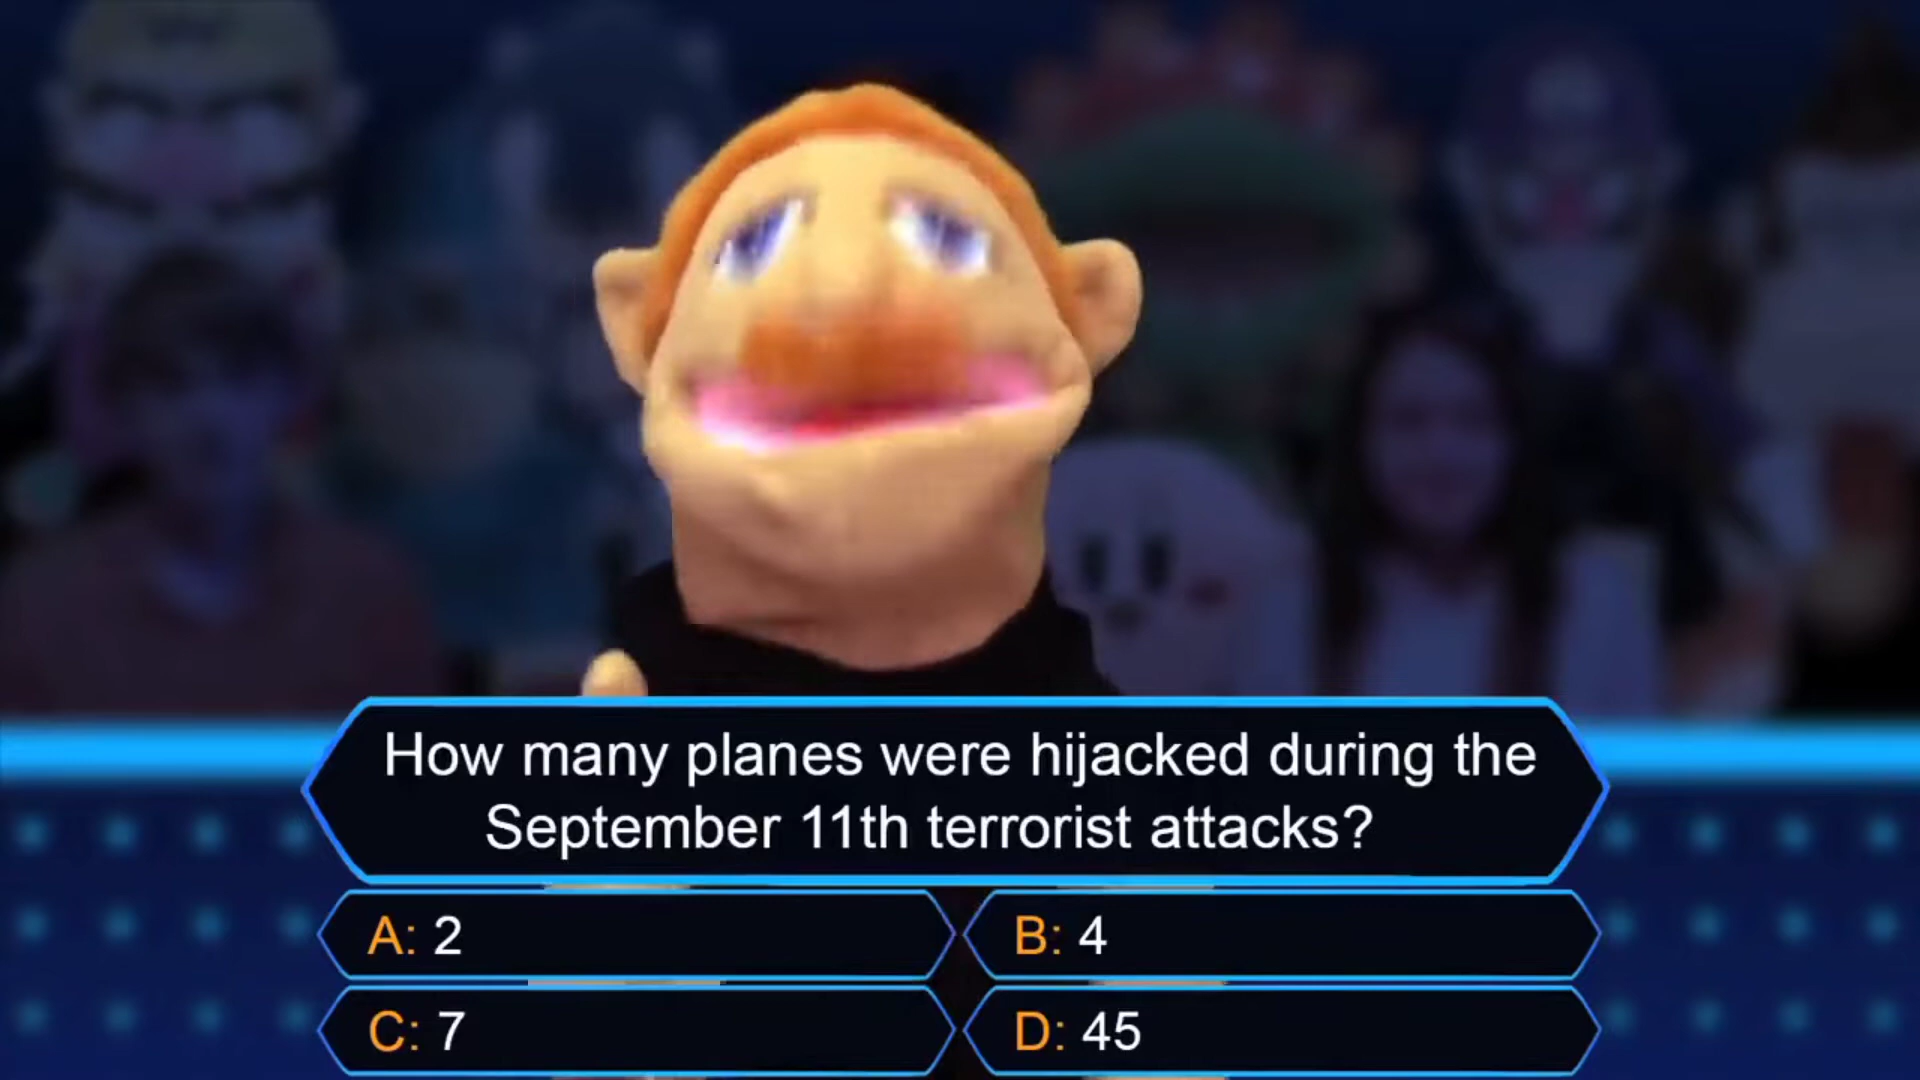 How many planes were hijacked during the
September 11th terrorist attacks?
A: 2
B: 4
C: 7
D: 45